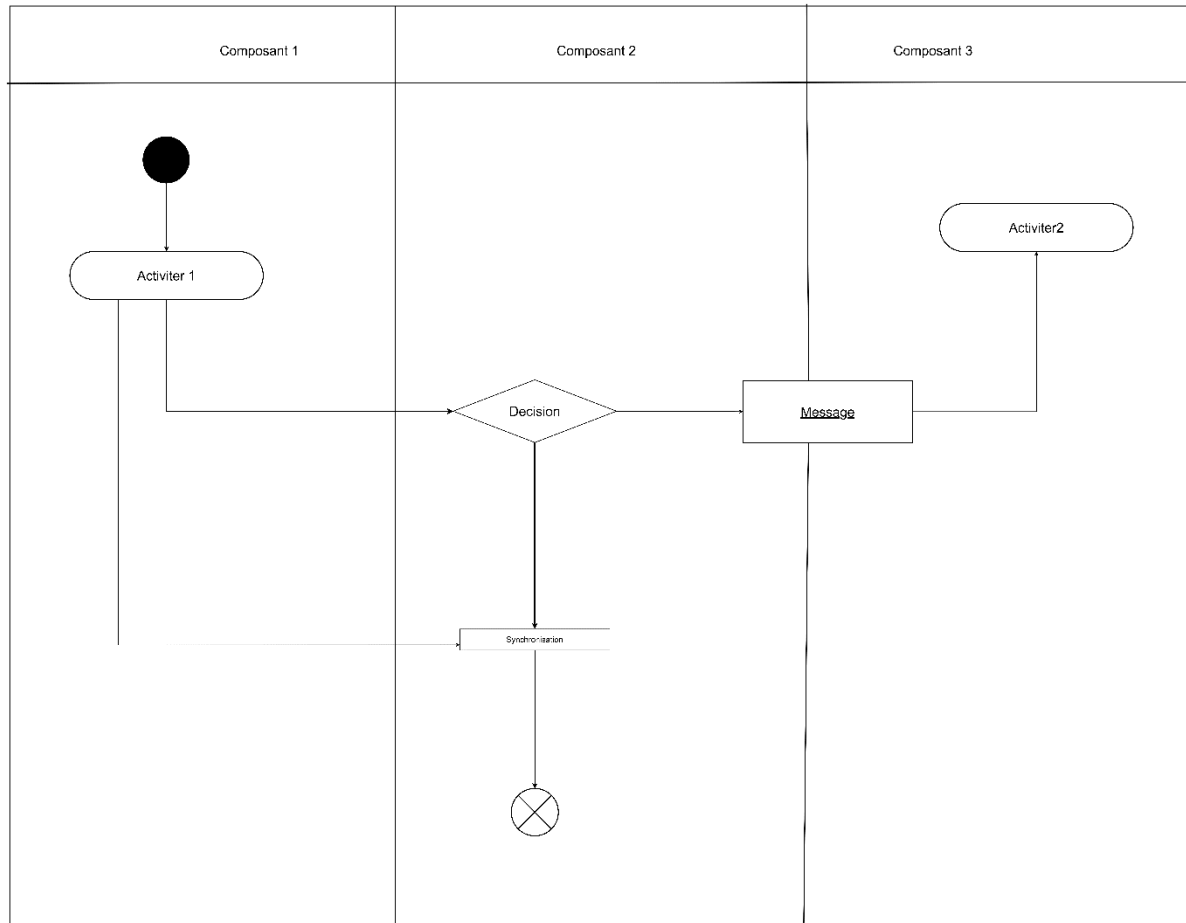 Composant 1
Composant 2
Composant 3
Activiter2
Activiter 1
Decision
Message
Synchronisation